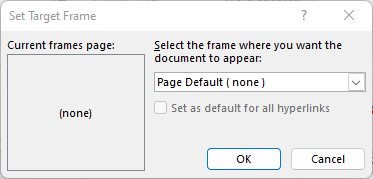 Set Target Frame
Current frames page:
(none)
Select the frame where you want the
document to appear:
Page Default ( none )
Set as default for all hyperlinks
OK
Cancel